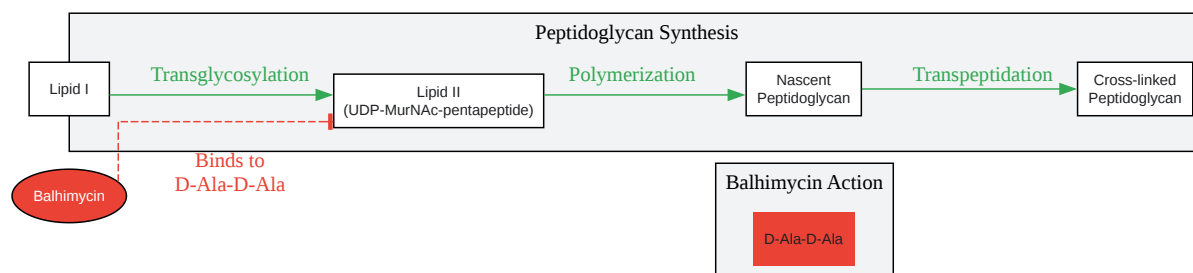 Peptidoglycan Synthesis
Lipid I
Transglycosylation
Lipid II
(UDP-MurNAc-pentapeptide)
Polymerization
Nascent
Peptidoglycan
Transpeptidation
Cross-linked
Peptidoglycan
Binds to
D-Ala-D-Ala
Balhimycin
Balhimycin Action
D-Ala-D-Ala